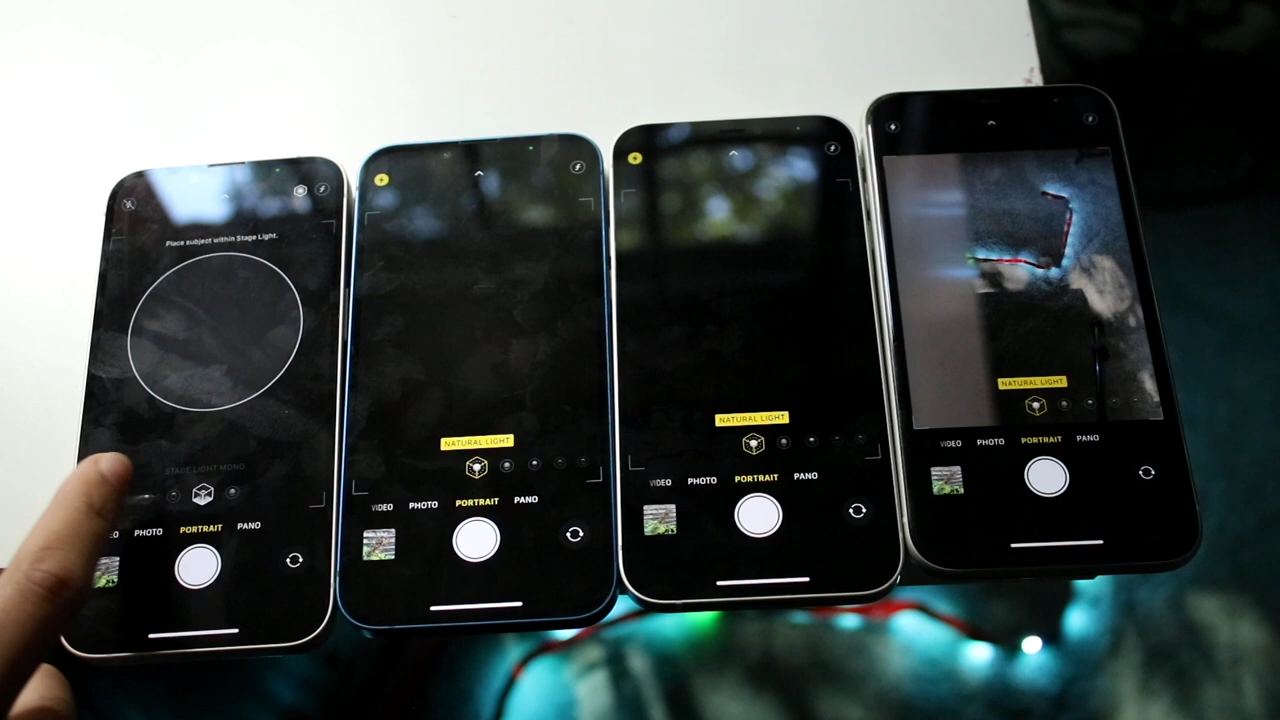 Place subject within Stage Light.
STAGE LIGHT MONO
PHOTO PORTRAIT PANO
NATURAL LIGHT
VIDEO PHOTO PORTRAIT PANO
NATURAL LIGHT
VIDEO PHOTO PORTRAIT PANO
NATURAL LIGHT
VIDEO PHOTO PORTRAIT PANO